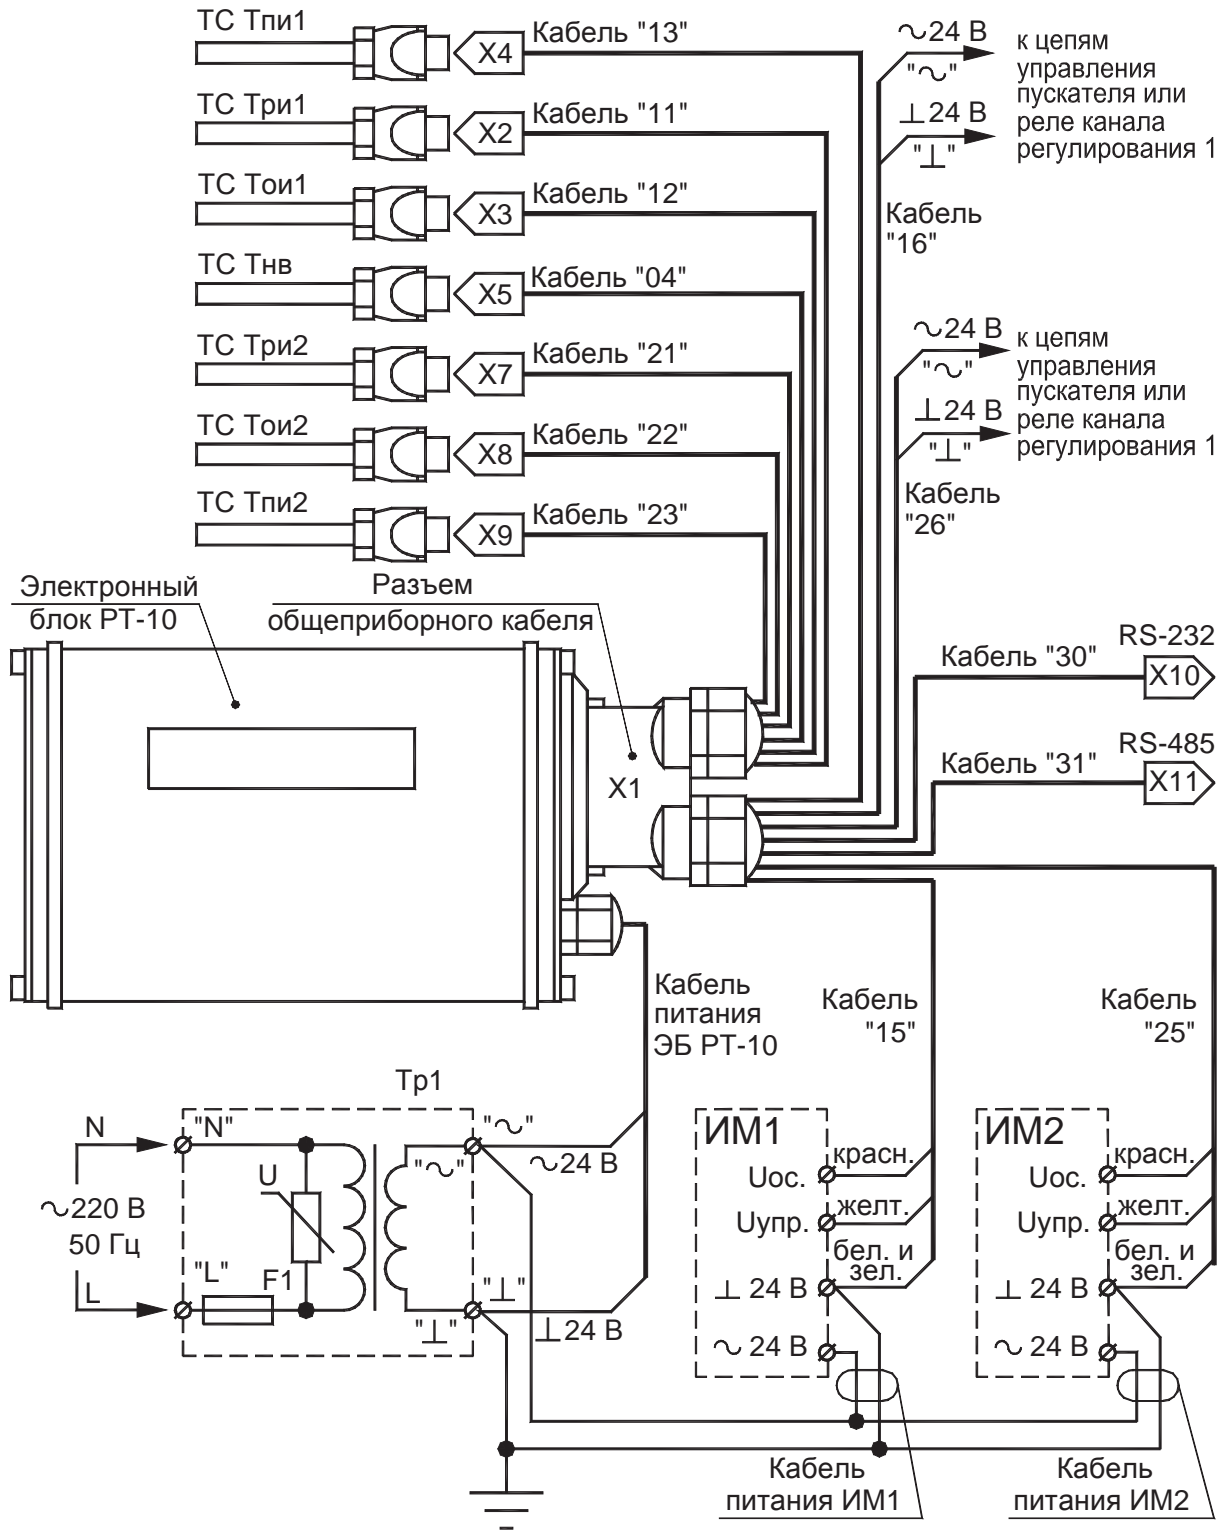 ТС Тпи1
X4
Кабель "13"
ТС Три1
X2
Кабель "11"
ТС Тои1
X3
Кабель "12"
ТС Тнв
X5
Кабель "04"
ТС Три2
X7
Кабель "21"
ТС Тои2
X8
Кабель "22"
ТС Тпи2
X9
Кабель "23"
∼24 В
"∼"
⊥24 В
"⊥"
к цепям
управления
пускателя или
реле канала
регулирования 1
Кабель
"16"
∼24 В
"∼"
⊥24 В
"⊥"
к цепям
управления
пускателя или
реле канала
регулирования 1
Кабель
"26"
Электронный
блок РТ-10
Разъем
общеприборного кабеля
X1
Кабель "30"
RS-232
X10
Кабель "31"
RS-485
X11
Кабель
питания
ЭБ РТ-10
Кабель
"15"
Кабель
"25"
Тр1
N
"N"
U
∼220 В
50 Гц
L
"L"
F1
"∼"
"∼"
∼24 В
"⊥"
"⊥"
⊥24 В
ИМ1
Uос.
красн.
Uупр.
желт.
бел. и
зел.
⊥ 24 В
∼ 24 В
ИМ2
Uос.
красн.
Uупр.
желт.
бел. и
зел.
⊥ 24 В
∼ 24 В
Кабель
питания ИМ1
Кабель
питания ИМ2